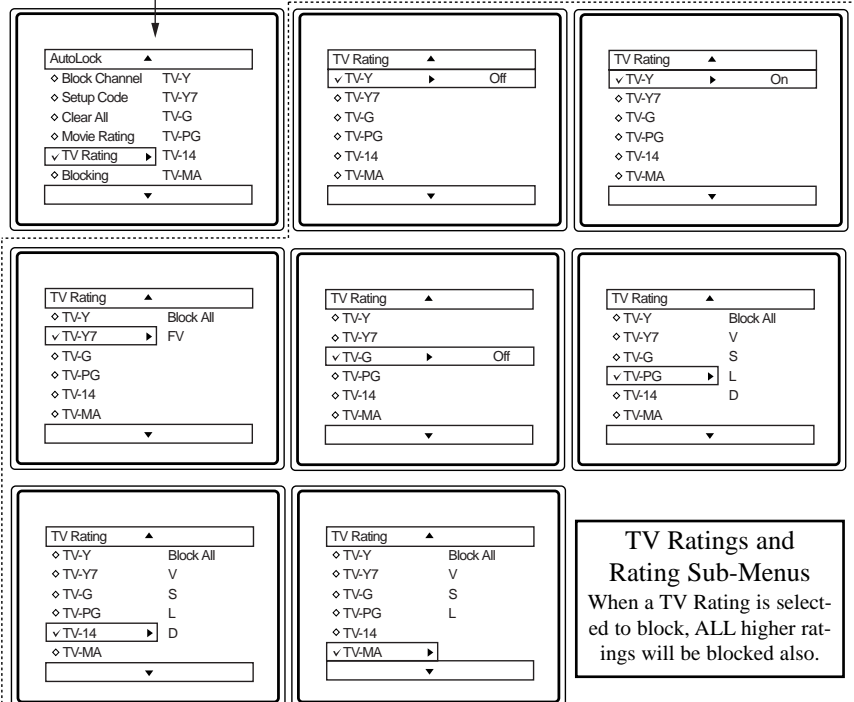 AutoLock ▲
◇ Block Channel TV-Y
◇ Setup Code TV-Y7
◇ Clear All TV-G
◇ Movie Rating TV-PG
✓ TV Rating ▶ TV-14
◇ Blocking TV-MA
▼
TV Rating ▲
✓ TV-Y ▶ Off
◇ TV-Y7
◇ TV-G
◇ TV-PG
◇ TV-14
◇ TV-MA
▼
TV Rating ▲
✓ TV-Y ▶ On
◇ TV-Y7
◇ TV-G
◇ TV-PG
◇ TV-14
◇ TV-MA
▼
TV Rating ▲
◇ TV-Y Block All
✓ TV-Y7 ▶ FV
◇ TV-G
◇ TV-PG
◇ TV-14
◇ TV-MA
▼
TV Rating ▲
◇ TV-Y
◇ TV-Y7
✓ TV-G ▶ Off
◇ TV-PG
◇ TV-14
◇ TV-MA
▼
TV Rating ▲
◇ TV-Y Block All
◇ TV-Y7 V
◇ TV-G S
✓ TV-PG ▶ L
◇ TV-14 D
◇ TV-MA
▼
TV Rating ▲
◇ TV-Y Block All
◇ TV-Y7 V
◇ TV-G S
◇ TV-PG L
✓ TV-14 ▶ D
◇ TV-MA
▼
TV Rating ▲
◇ TV-Y Block All
◇ TV-Y7 V
◇ TV-G S
◇ TV-PG L
◇ TV-14
✓ TV-MA ▶
▼
TV Ratings and
Rating Sub-Menus
When a TV Rating is select-
ed to block, ALL higher rat-
ings will be blocked also.